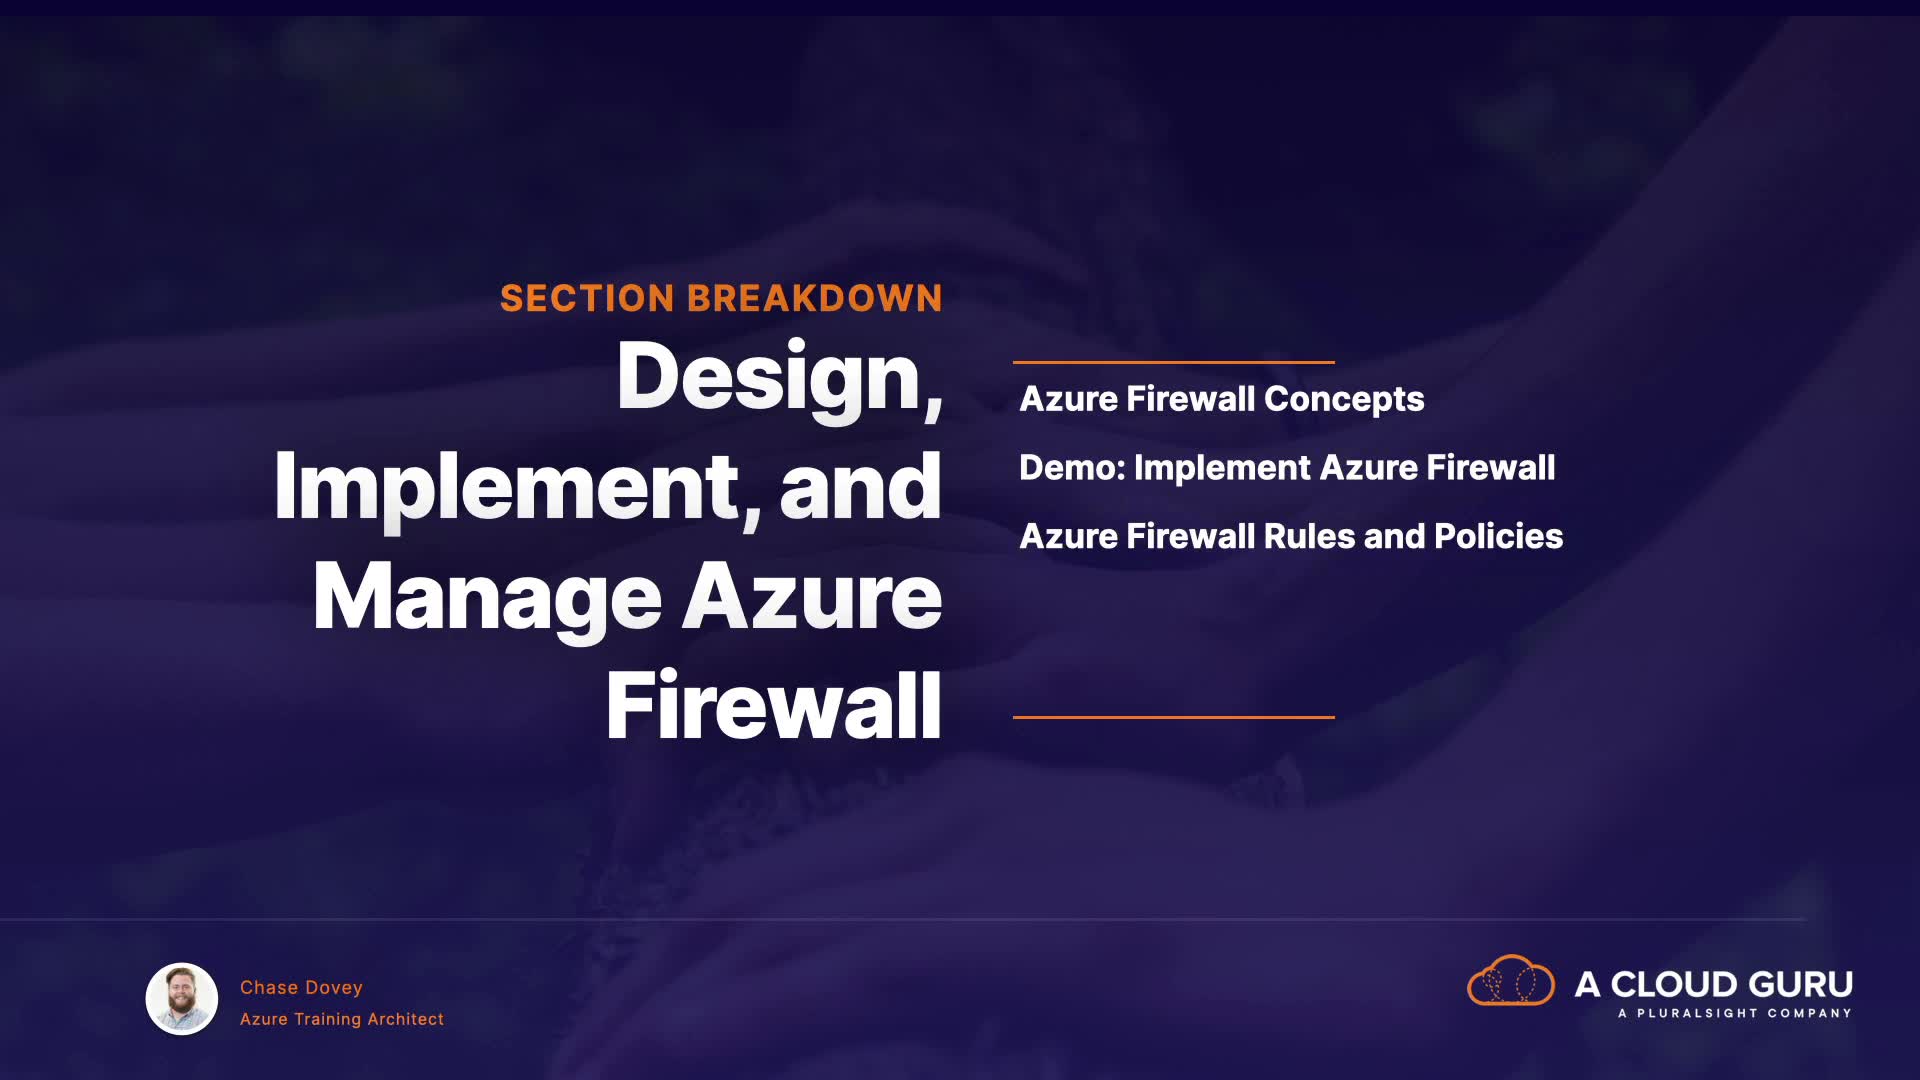 SECTION BREAKDOWN
Design,
Implement, and
Manage Azure
Firewall
Azure Firewall Concepts
Demo: Implement Azure Firewall
Azure Firewall Rules and Policies
Chase Dovey
Azure Training Architect
A CLOUD GURU
A PLURALSIGHT COMPANY